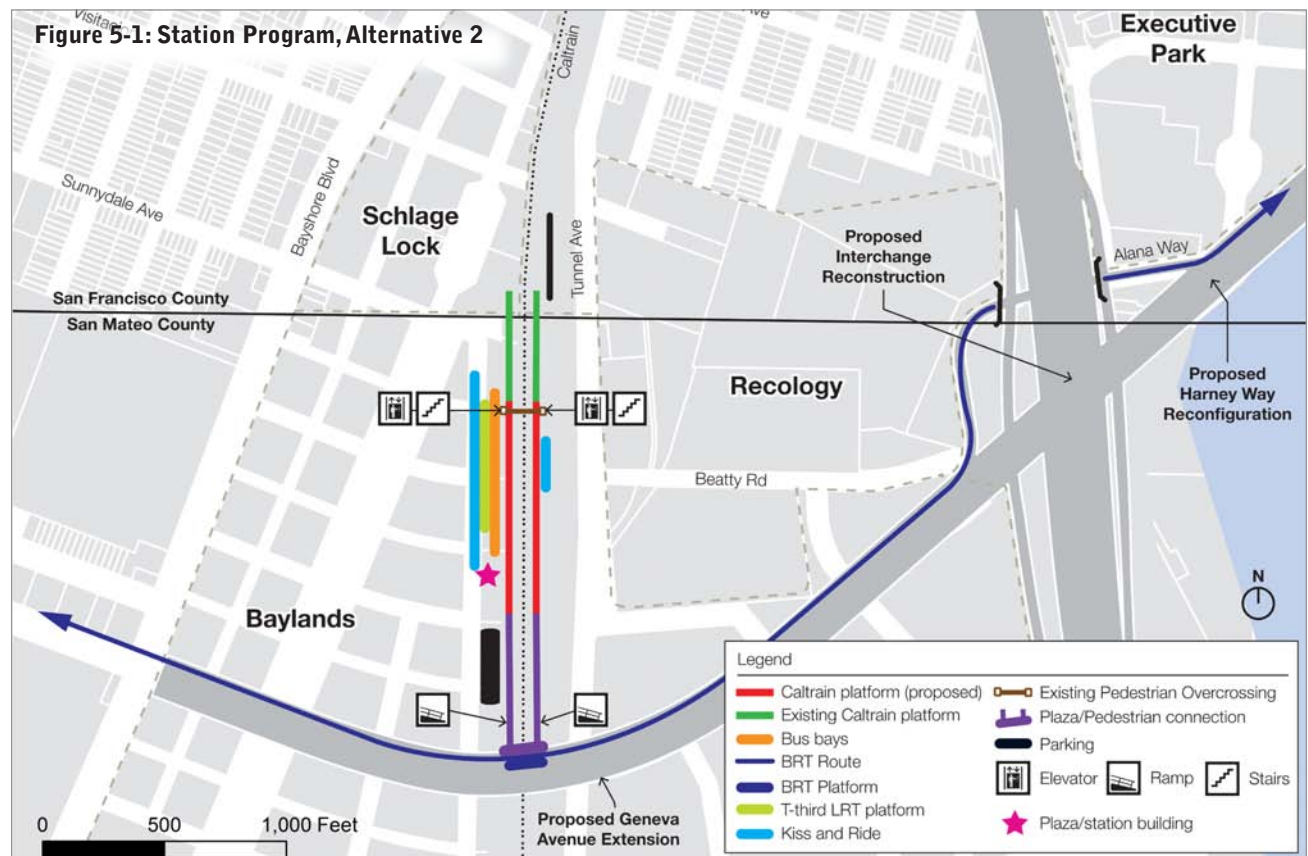 Figure 5-1: Station Program, Alternative 2
Visitac
Caltrain
Executive
Park
Bayshore Blvd
Sunnydale Ave
Schlage
Lock
Tunnel Ave
Proposed
Interchange
Reconstruction
Alana Way
San Francisco County
San Mateo County
Recology
Proposed
Harney Way
Reconfiguration
Beatty Rd
Baylands
N
Legend
Caltrain platform (proposed)
Existing Caltrain platform
Bus bays
BRT Route
BRT Platform
T-third LRT platform
Kiss and Ride
Existing Pedestrian Overcrossing
Plaza/Pedestrian connection
Parking
Elevator
Ramp
Stairs
Plaza/station building
Proposed Geneva
Avenue Extension
0 500 1,000 Feet